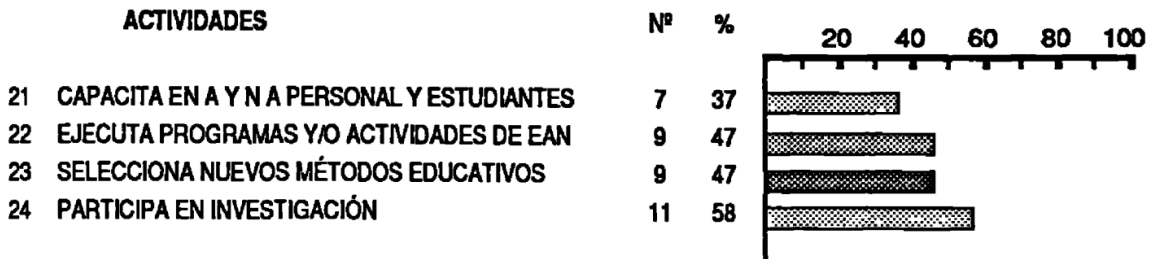 ACTIVIDADES Nº % 20 40 60 80 100
21 CAPACITA EN A Y N A PERSONAL Y ESTUDIANTES 7 37
22 EJECUTA PROGRAMAS Y/O ACTIVIDADES DE EAN 9 47
23 SELECCIONA NUEVOS MÉTODOS EDUCATIVOS 9 47
24 PARTICIPA EN INVESTIGACIÓN 11 58